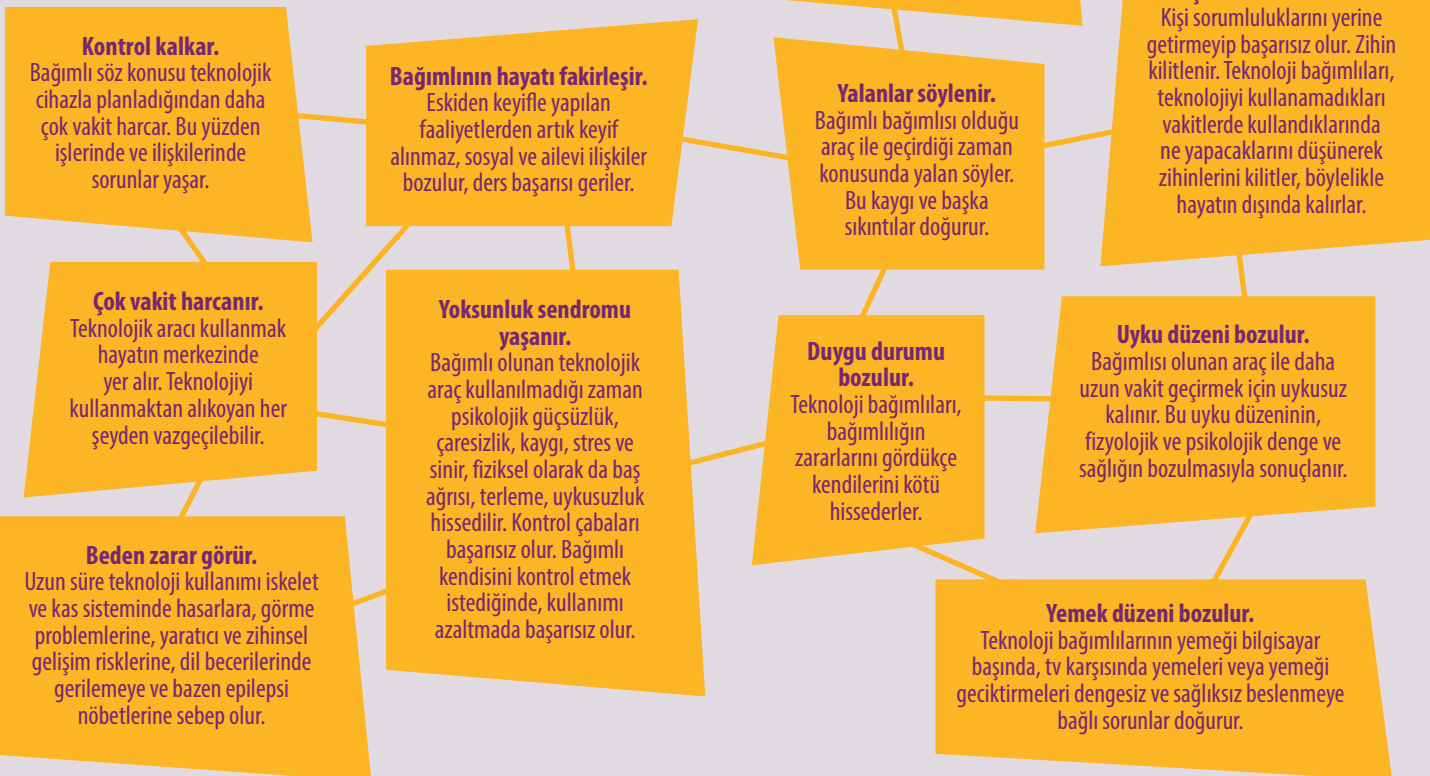 Kontrol kalkar.
Bağımlı söz konusu teknolojik
cihazla planladığından daha
çok vakit harcar. Bu yüzden
işlerinde ve ilişkilerinde
sorunlar yaşar.
Bağımlının hayatı fakirleşir.
Eskiden keyifle yapılan
faaliyetlerden artık keyif
alınmaz, sosyal ve ailevi ilişkiler
bozulur, ders başarısı geriler.
Yalanlar söylenir.
Bağımlı bağımlısı olduğu
araç ile geçirdiği zaman
konusunda yalan söyler.
Bu kaygı ve başka
sıkıntılar doğurur.
Kişi sorumluluklarını yerine
getirmeyip başarısız olur. Zihin
kilitlenir. Teknoloji bağımlıları,
teknolojiyi kullanamadıkları
vakitlerde kullandıklarında
ne yapacaklarını düşünerek
zihinlerini kilitler, böylelikle
hayatın dışında kalırlar.
Çok vakit harcanır.
Teknolojik aracı kullanmak
hayatın merkezinde
yer alır. Teknolojiyi
kullanmaktan alıkoyan her
şeyden vazgeçilebilir.
Yoksunluk sendromu
yaşanır.
Bağımlı olunan teknolojik
araç kullanılmadığı zaman
psikolojik güçsüzlük,
çaresizlik, kaygı, stres ve
sinir, fiziksel olarak da baş
ağrısı, terleme, uykusuzluk
hissedilir. Kontrol çabaları
başarısız olur. Bağımlı
kendisini kontrol etmek
istediğinde, kullanımı
azaltmada başarısız olur.
Duygu durumu
bozulur.
Teknoloji bağımlıları,
bağımlılığın
zararlarını gördükçe
kendilerini kötü
hissederler.
Uyku düzeni bozulur.
Bağımlısı olunan araç ile daha
uzun vakit geçirmek için uykusuz
kalınır. Bu uyku düzeninin,
fizyolojik ve psikolojik denge ve
sağlığın bozulmasıyla sonuçlanır.
Beden zarar görür.
Uzun süre teknoloji kullanımı iskelet
ve kas sisteminde hasarlara, görme
problemlerine, yaratıcı ve zihinsel
gelişim risklerine, dil becerilerinde
gerilemeye ve bazen epilepsi
nöbetlerine sebep olur.
Yemek düzeni bozulur.
Teknoloji bağımlılarının yemeği bilgisayar
başında, tv karşısında yemeleri veya yemeği
geciktirmeleri dengesiz ve sağlıksız beslenmeye
bağlı sorunlar doğurur.